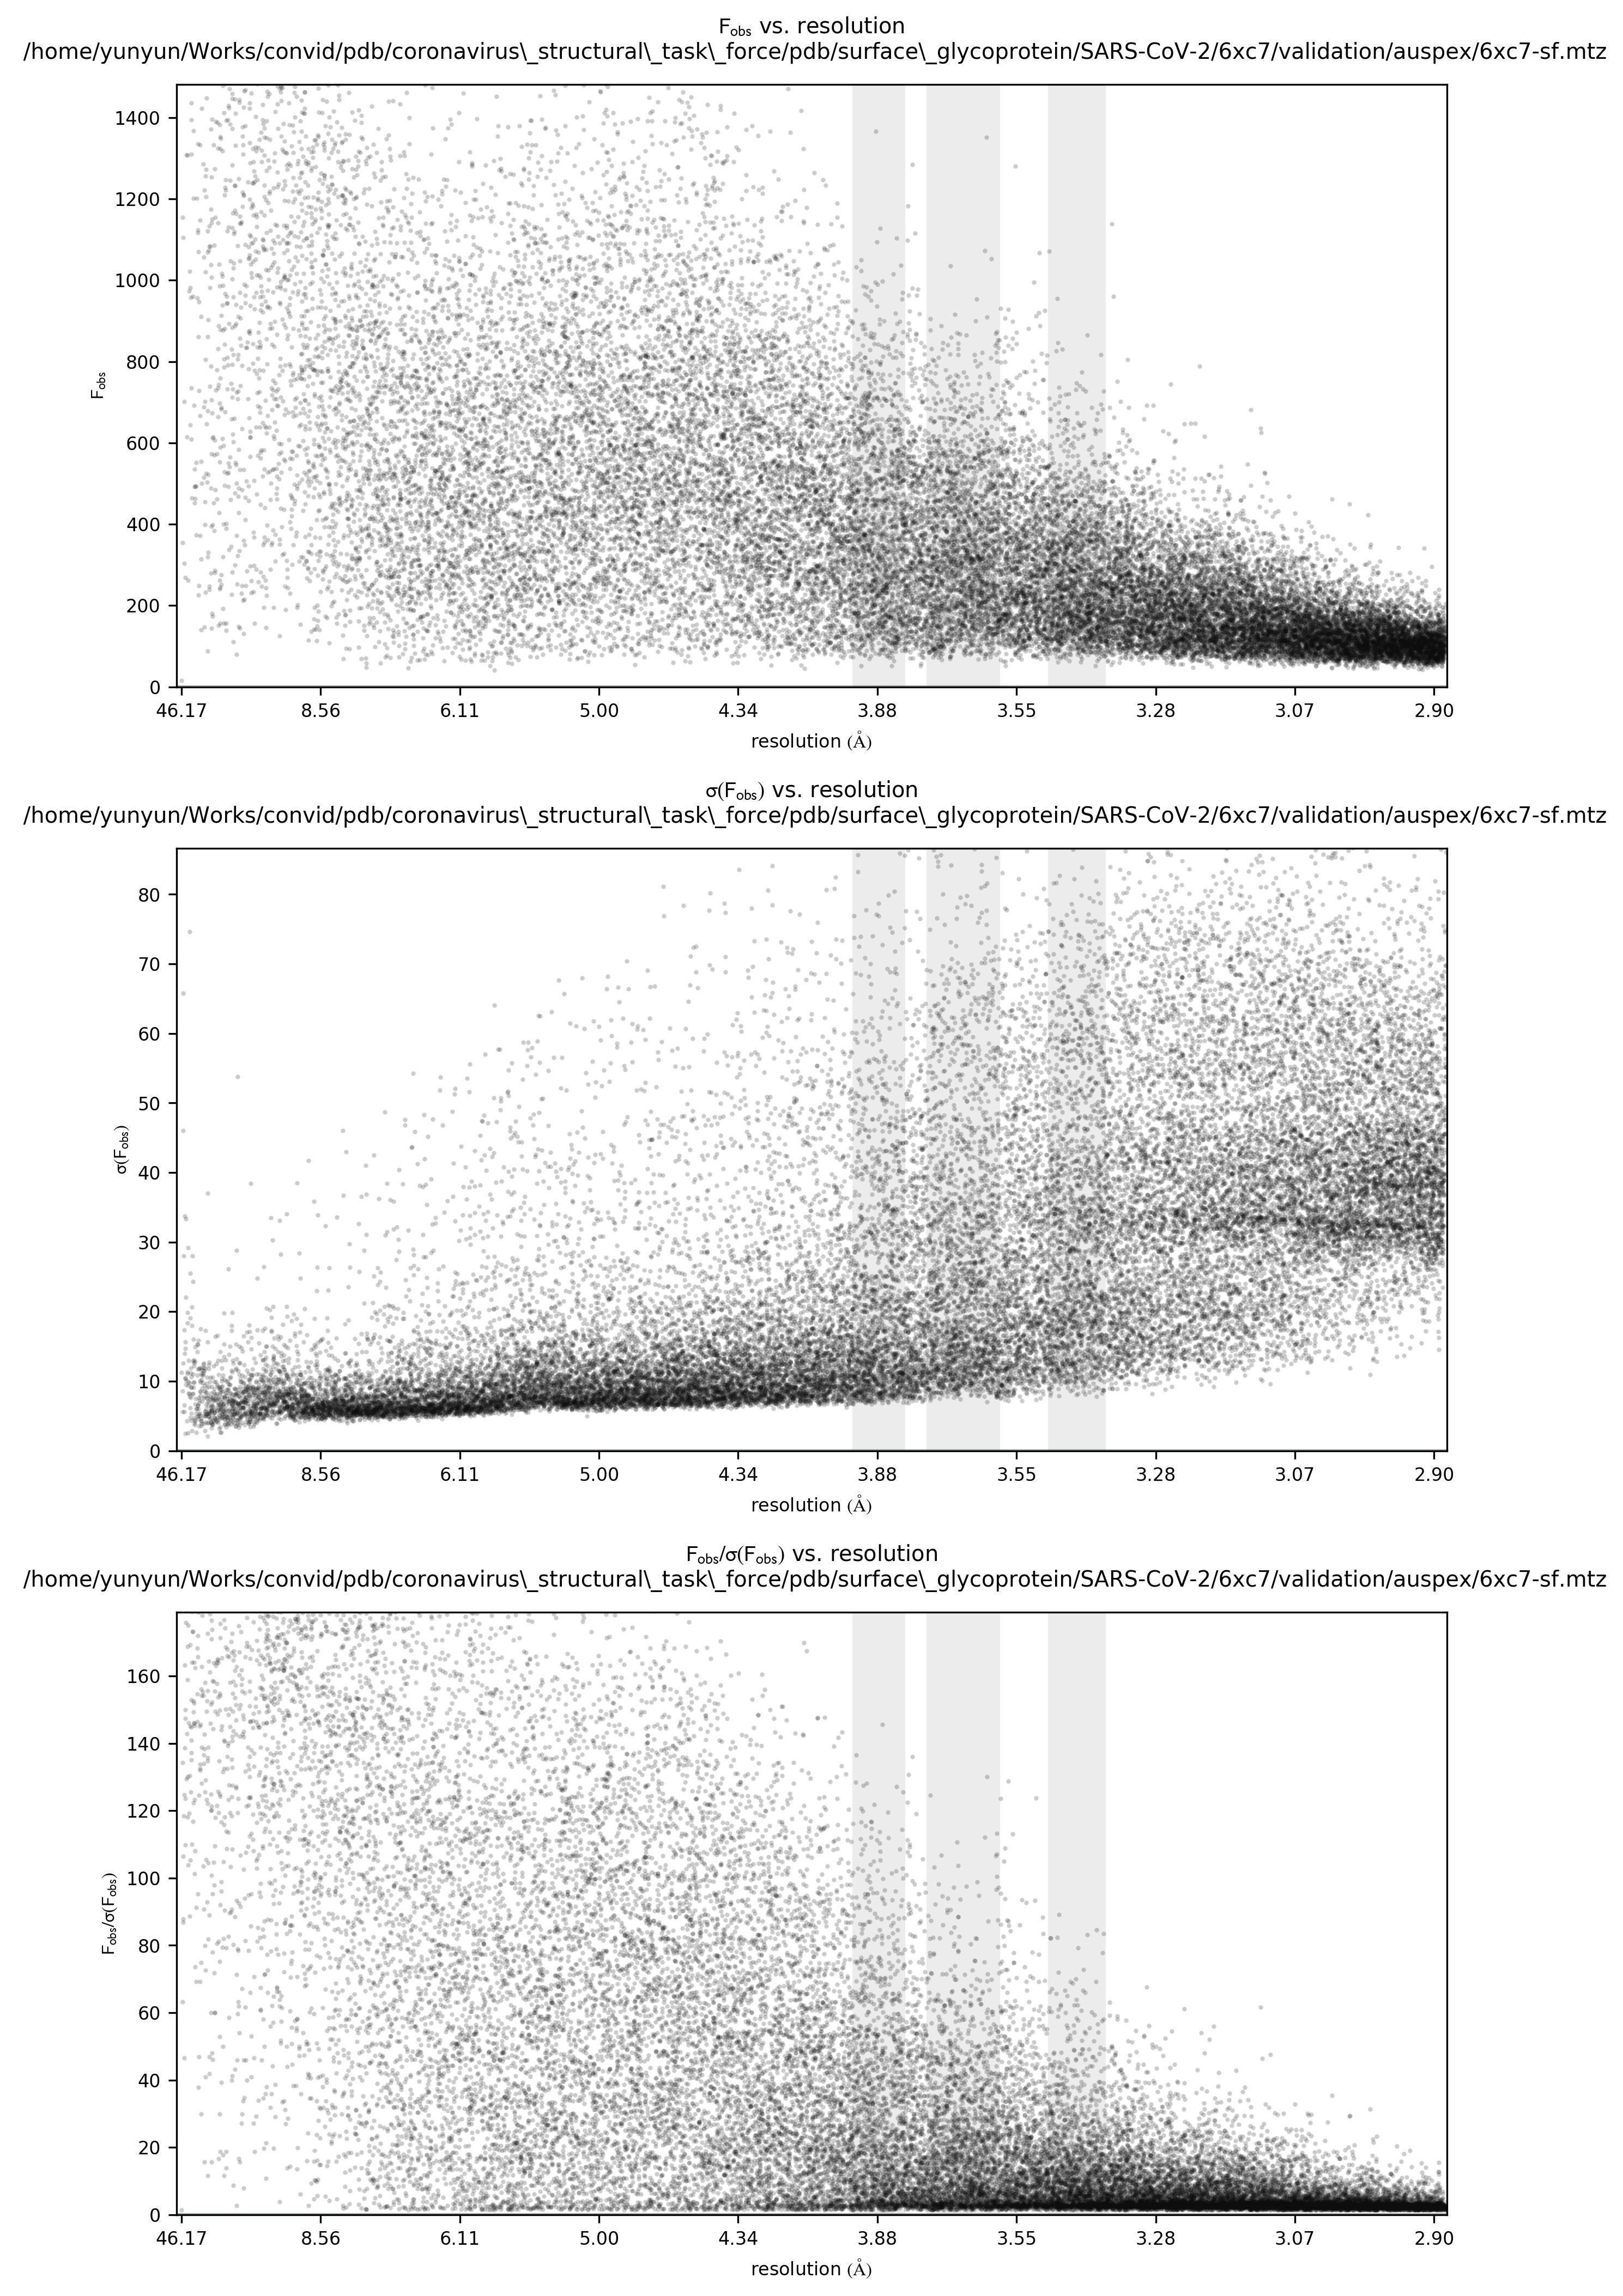 Fobs vs. resolution
/home/yunyun/Works/convid/pdb/coronavirus\_structural\_task\_force/pdb/surface\_glycoprotein/SARS-CoV-2/6xc7/validation/auspex/6xc7-sf.mtz
1400
1200
1000
800
600
400
200
0
Fobs
46.17 8.56 6.11 5.00 4.34 3.88 3.55 3.28 3.07 2.90
resolution (Å)
σ(Fobs) vs. resolution
/home/yunyun/Works/convid/pdb/coronavirus\_structural\_task\_force/pdb/surface\_glycoprotein/SARS-CoV-2/6xc7/validation/auspex/6xc7-sf.mtz
80
70
60
50
40
30
20
10
0
σ(Fobs)
46.17 8.56 6.11 5.00 4.34 3.88 3.55 3.28 3.07 2.90
resolution (Å)
Fobs/σ(Fobs) vs. resolution
/home/yunyun/Works/convid/pdb/coronavirus\_structural\_task\_force/pdb/surface\_glycoprotein/SARS-CoV-2/6xc7/validation/auspex/6xc7-sf.mtz
160
140
120
100
80
60
40
20
0
Fobs/σ(Fobs)
46.17 8.56 6.11 5.00 4.34 3.88 3.55 3.28 3.07 2.90
resolution (Å)